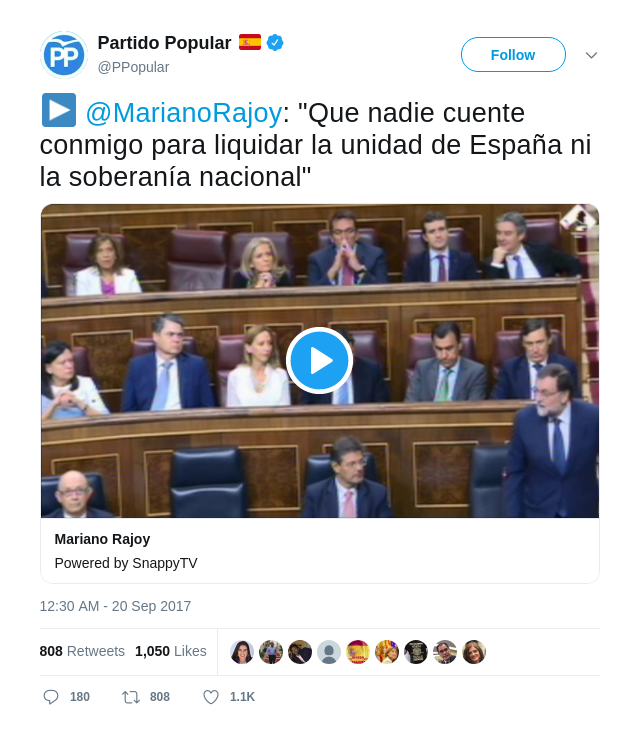 PP
Partido Popular
@PPopular
Follow
@MarianoRajoy: "Que nadie cuente
conmigo para liquidar la unidad de España ni
la soberanía nacional"
Mariano Rajoy
Powered by SnappyTV
12:30 AM - 20 Sep 2017
808 Retweets 1,050 Likes
180 808 1.1K